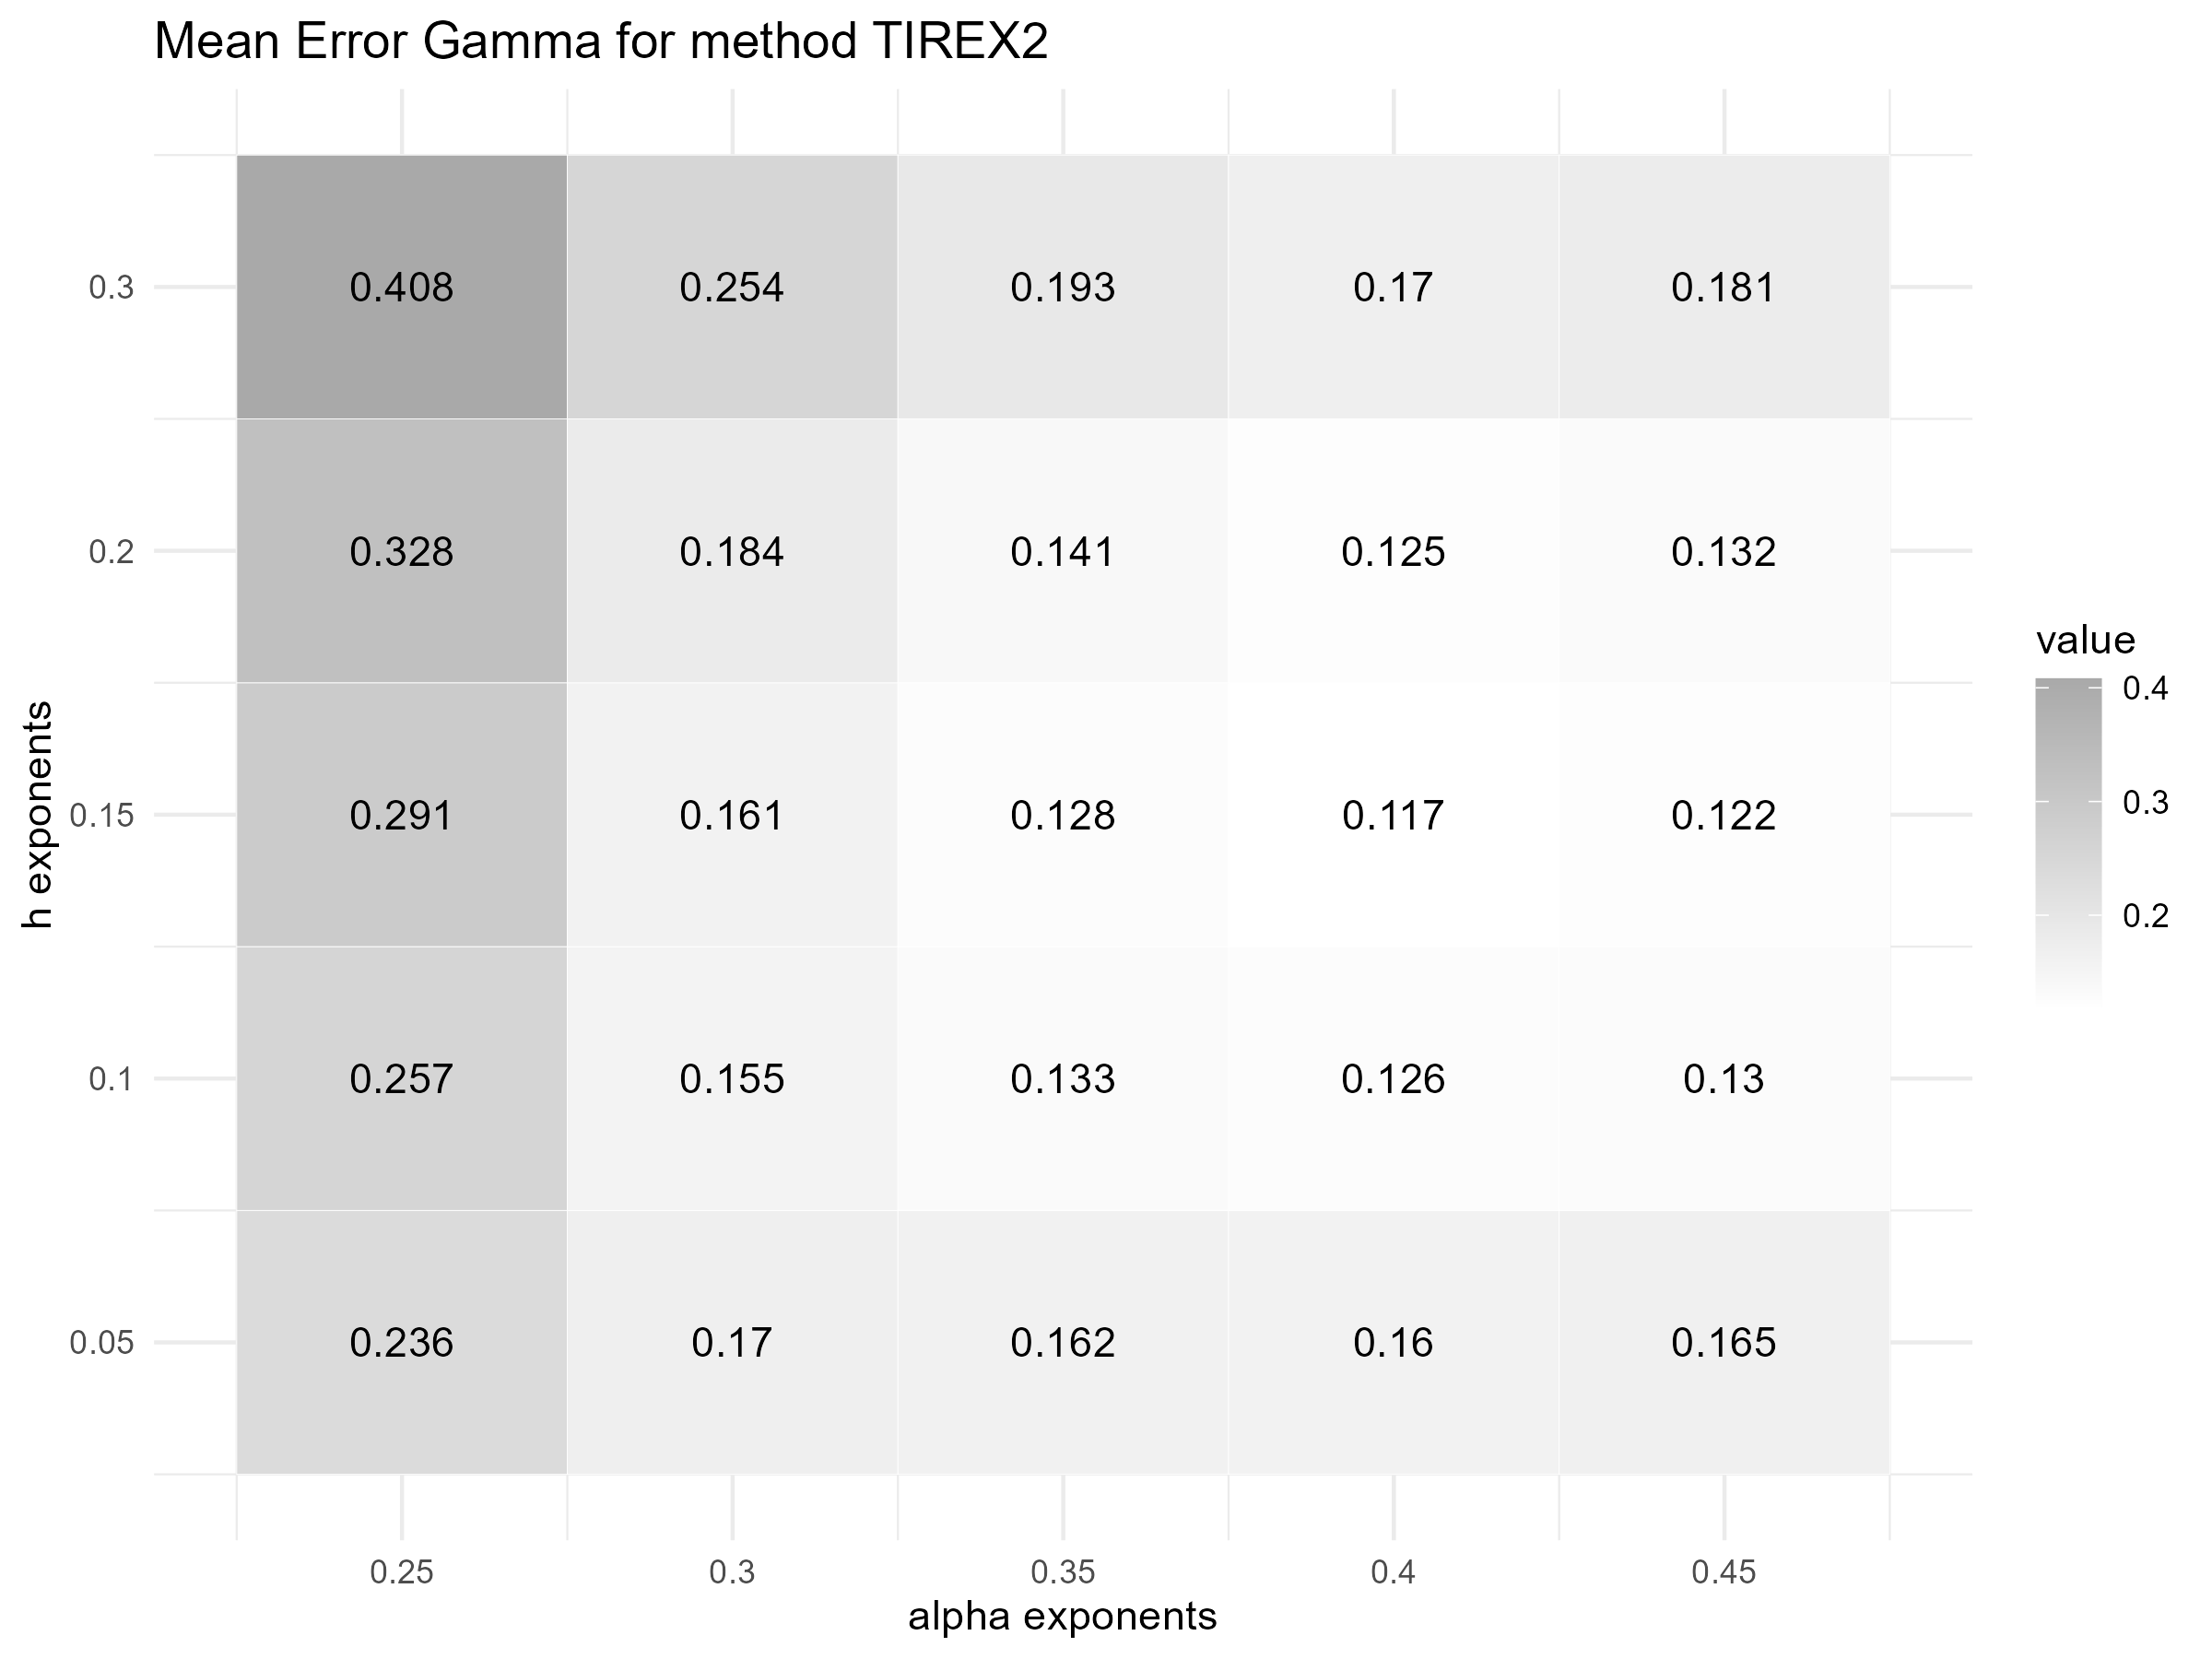 Mean Error Gamma for method TIREX2
h exponents
0.3 0.408 0.254 0.193 0.17 0.181
0.2 0.328 0.184 0.141 0.125 0.132
0.15 0.291 0.161 0.128 0.117 0.122
0.1 0.257 0.155 0.133 0.126 0.13
0.05 0.236 0.17 0.162 0.16 0.165
0.25 0.3 0.35 0.4 0.45
alpha exponents
value
0.4
0.3
0.2